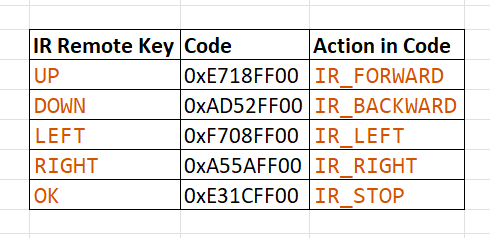 IR Remote Key Code Action in Code
UP 0xE718FF00 IR_FORWARD
DOWN 0xAD52FF00 IR_BACKWARD
LEFT 0xF708FF00 IR_LEFT
RIGHT 0xA55AFF00 IR_RIGHT
OK 0xE31CFF00 IR_STOP